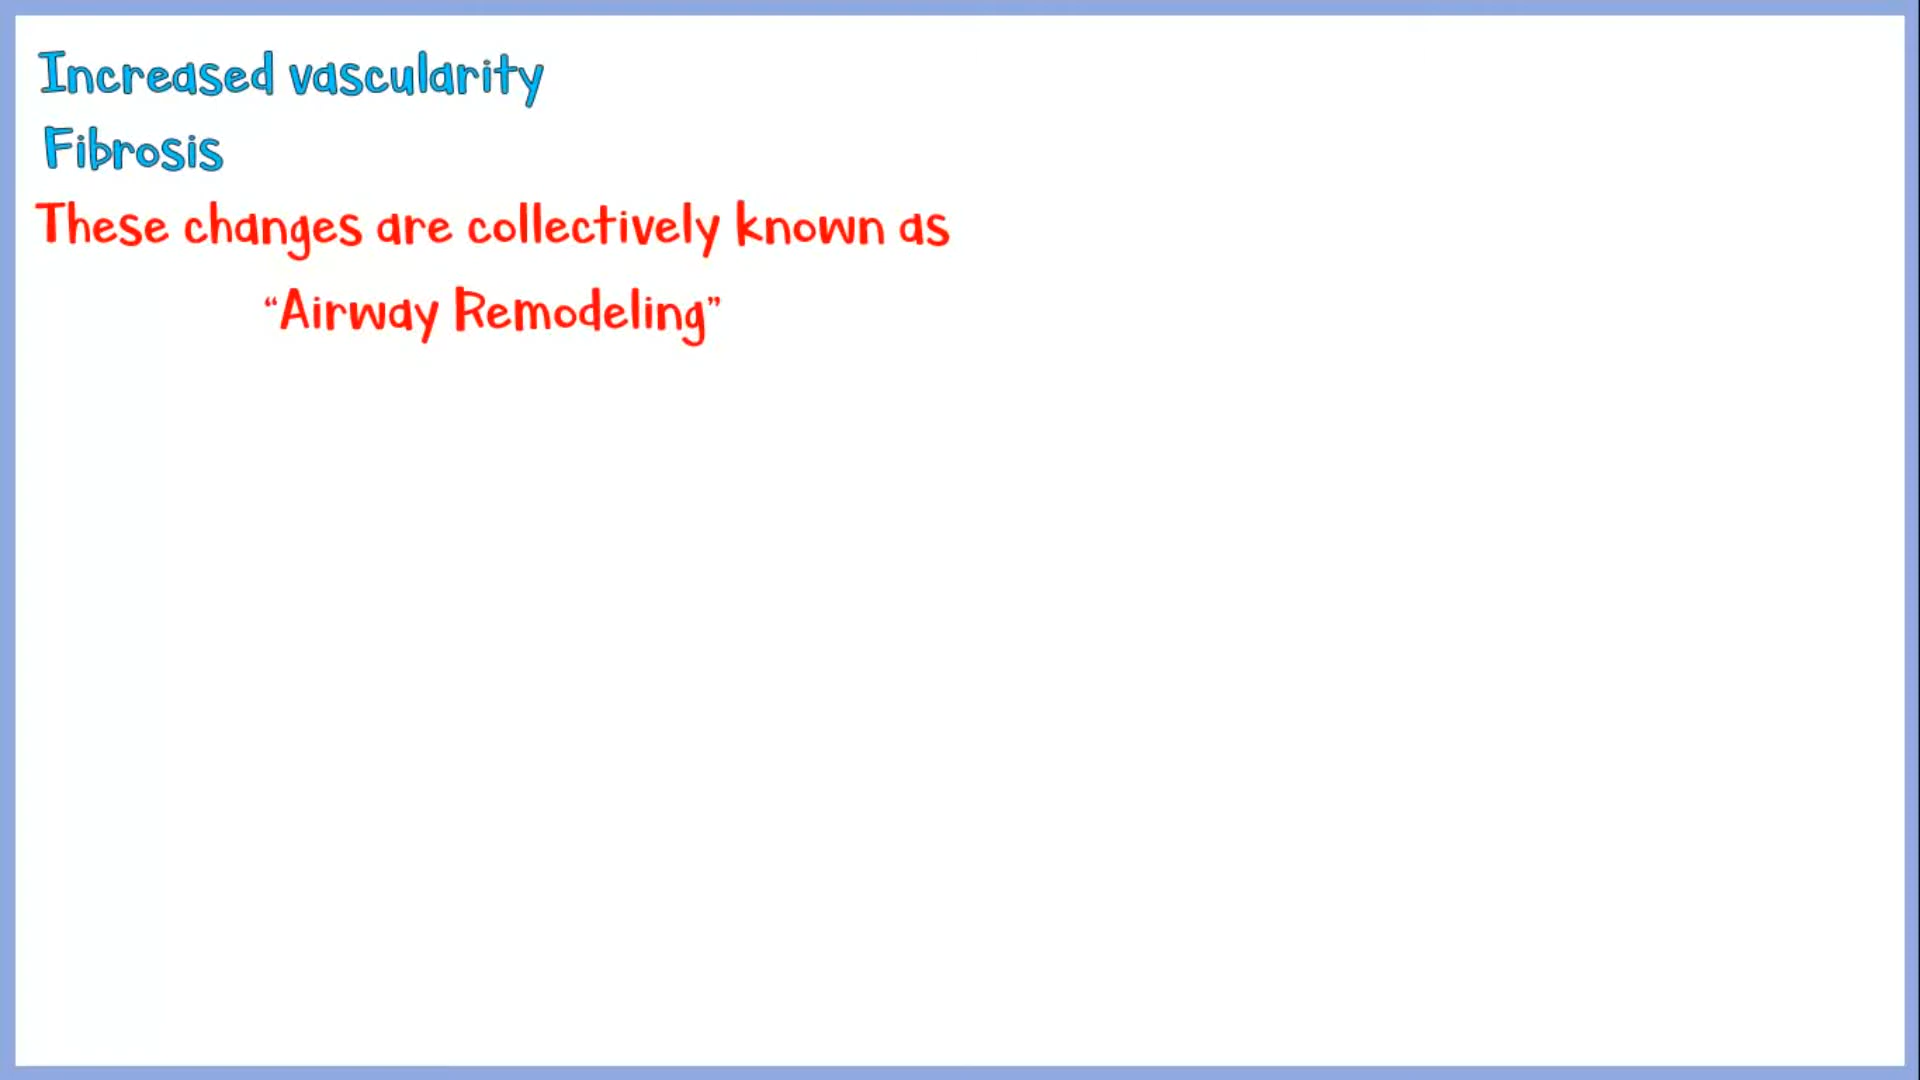 Increased vascularity
Fibrosis
These changes are collectively known as
“Airway Remodeling”